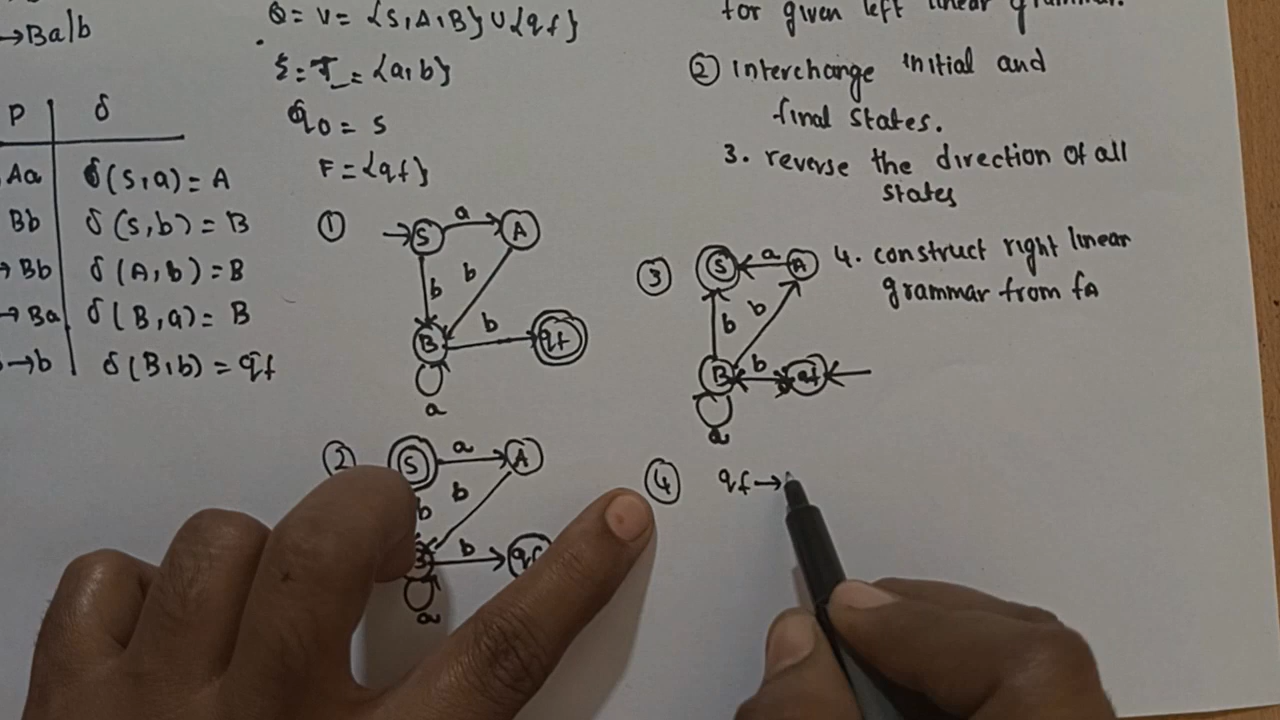 →Ba|b
Q = V = {S,A,B} U {qf}
Σ = T = {a,b}
q0 = S
F = {qf}
P δ
Aa δ(S,a) = A
Bb δ(S,b) = B
→ Bb δ(A,b) = B
→ Ba δ(B,a) = B
→b δ(B,b) = qf
for given left linear grammar.
② Interchange initial and
final states.
3. reverse the direction of all
states
4. construct right linear
grammar from fA
① S a A
b b
B b qf
a
② S a A
b b
b qf
a
③ S a A
b b
B b qf
a
④ qf→